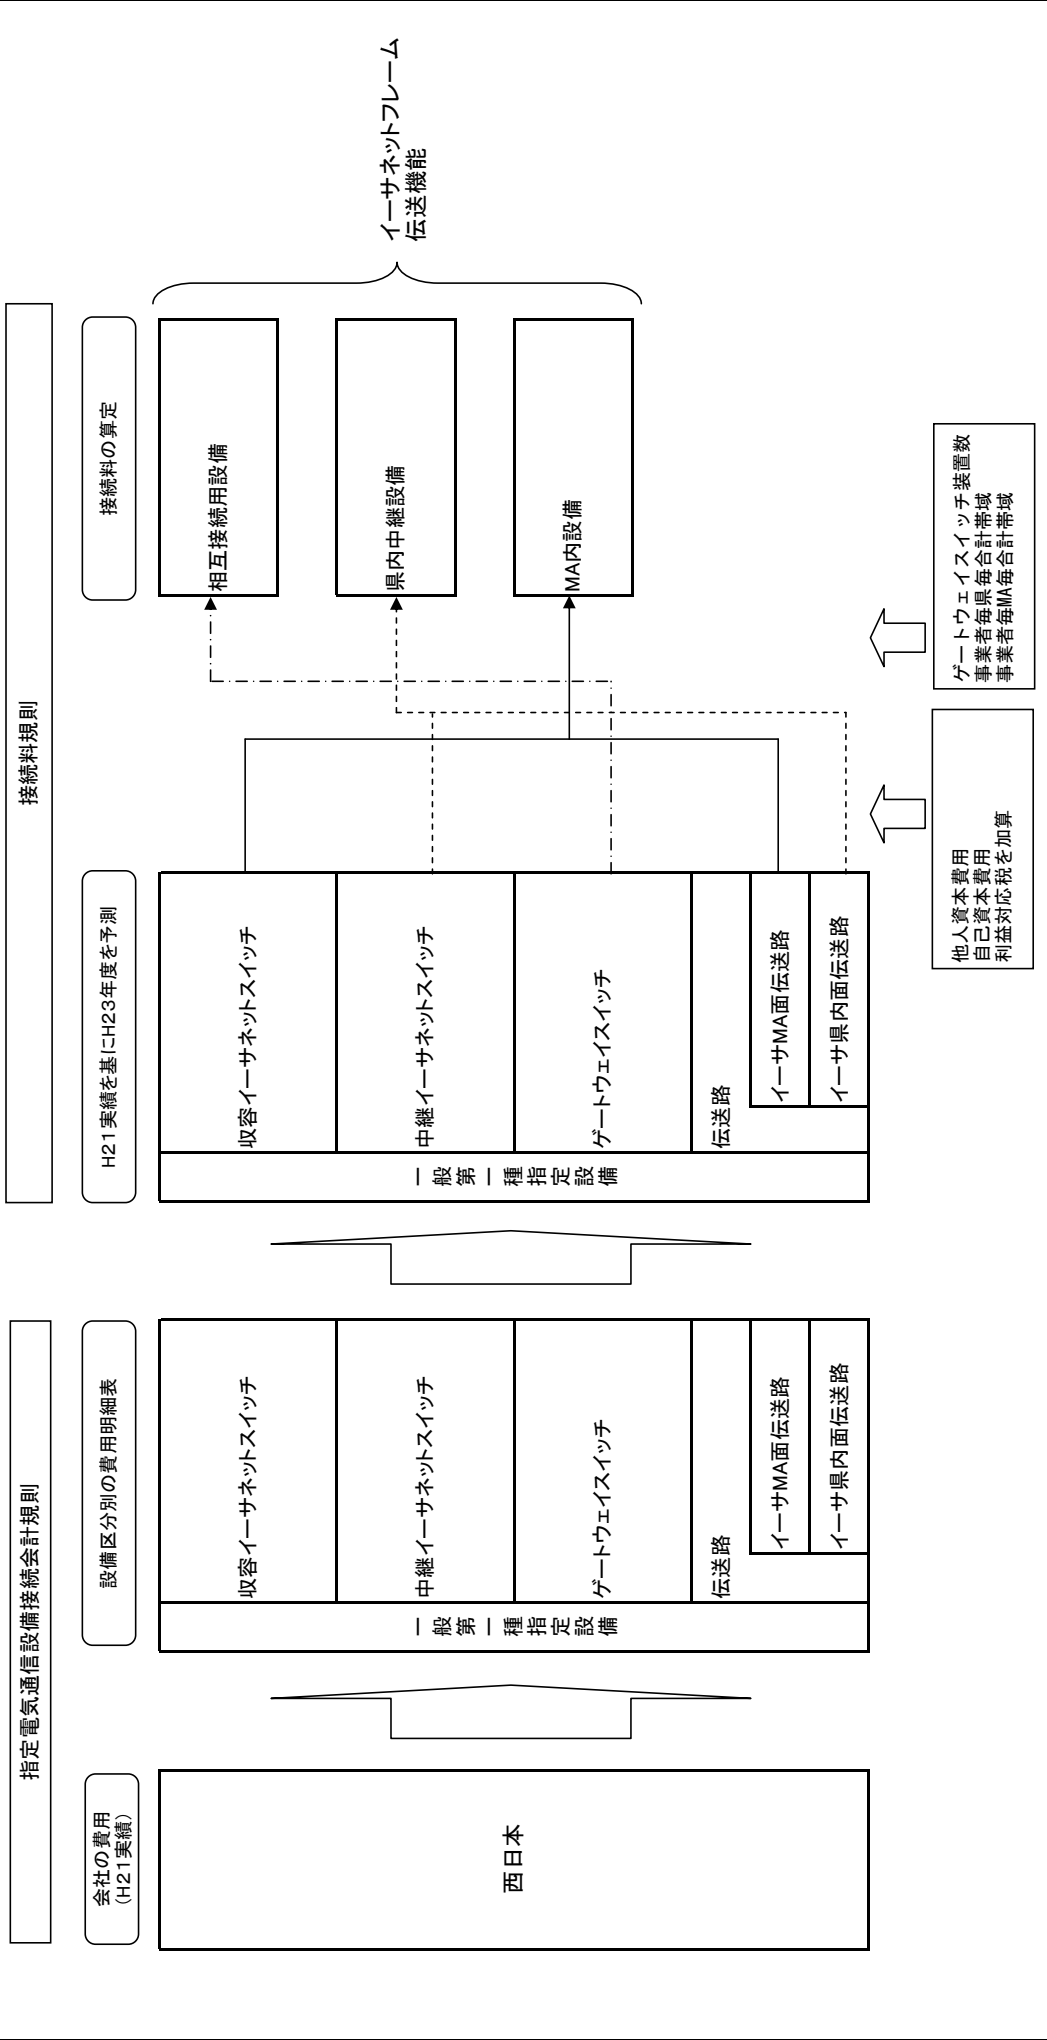 指定電気通信設備接続会計規則
接続料規則
会社の費用
（H21実績）
設備区分別の費用明細表
H21実績を基にH23年度を予測
接続料の算定
西日本
一般第一種指定設備
収容イーサネットスイッチ
中継イーサネットスイッチ
ゲートウェイスイッチ
伝送路
イーサMA面伝送路
イーサ県内面伝送路
一般第一種指定設備
収容イーサネットスイッチ
中継イーサネットスイッチ
ゲートウェイスイッチ
伝送路
イーサMA面伝送路
イーサ県内面伝送路
相互接続用設備
県内中継設備
MA内設備
イーサネットフレーム
伝送機能
他人資本費用
自己資本費用
利益対応税を加算
ゲートウェイスイッチ装置数
事業者毎県毎合計帯域
事業者毎MA毎合計帯域